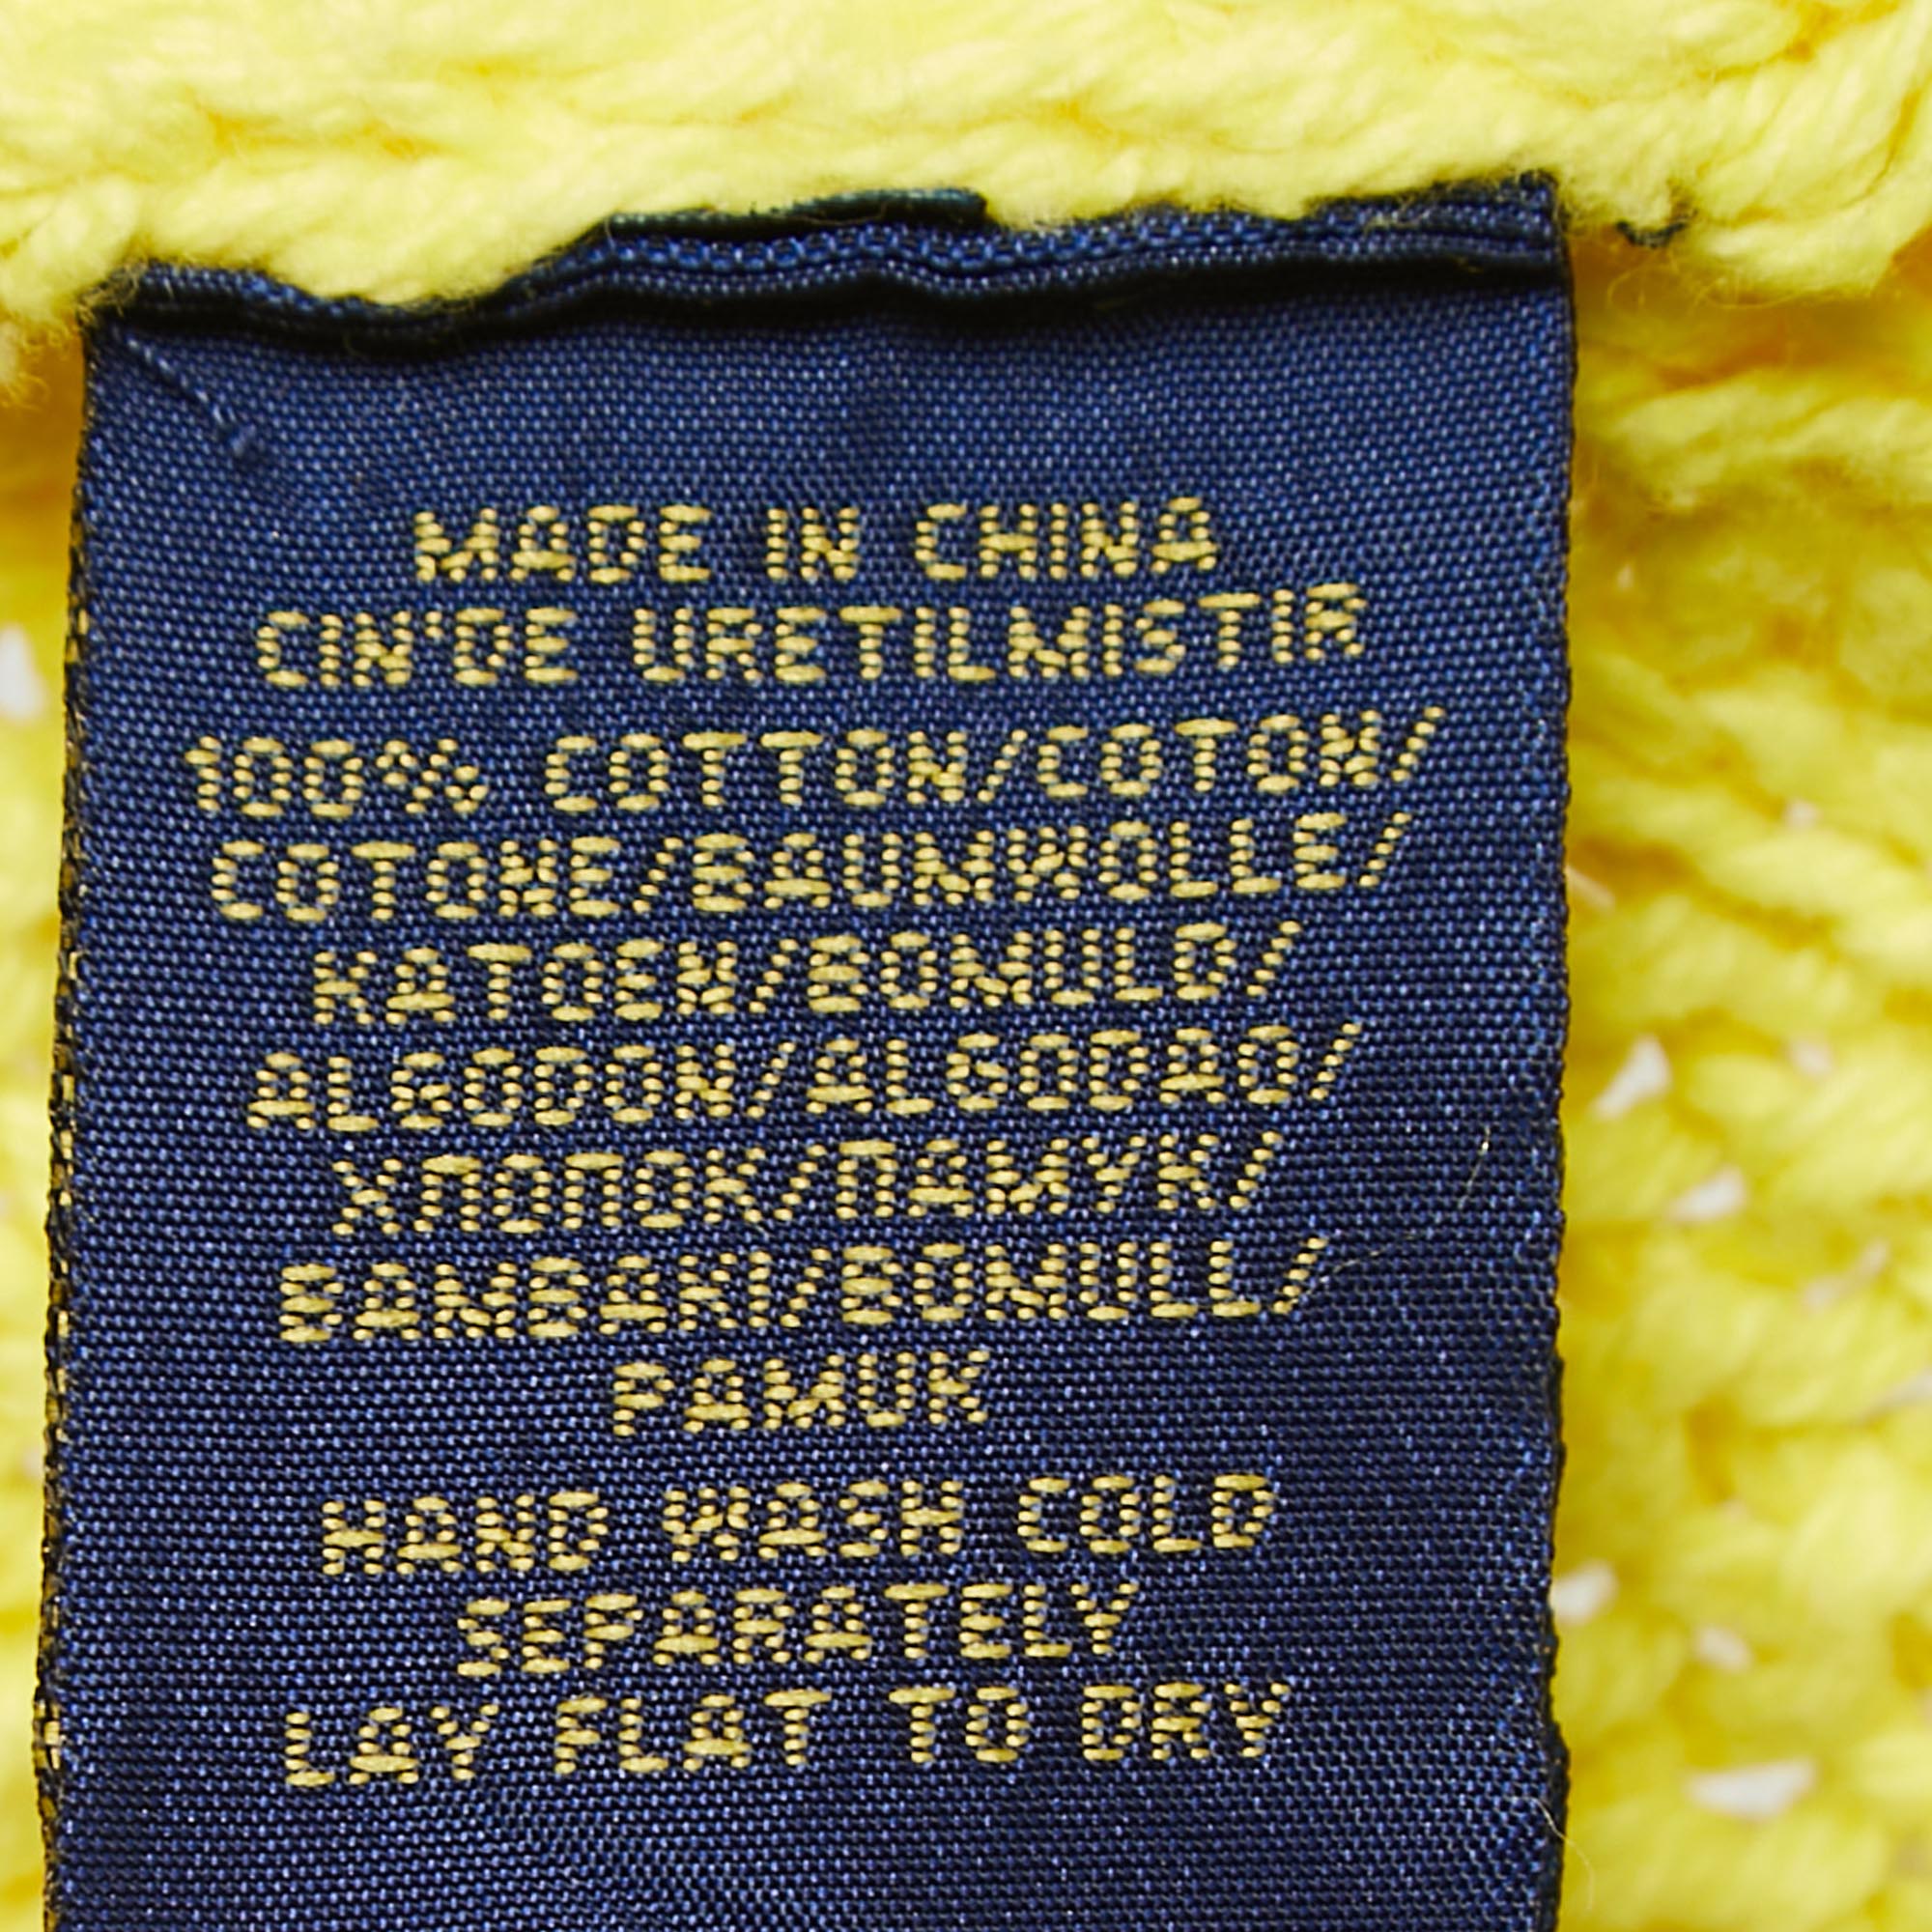 MADE IN CHINA
CIN'DE URETILMISTIR
100% COTTON/COTON/
COTONE/BAUMWOLLE/
KATOEN/BOMULD/
ALGODON/ALGODAO/
ХЛОПОК/ПАМУК/
BAMBAKI/BOMULL/
PAMUK
HAND WASH COLD
SEPARATELY
LAY FLAT TO DRY